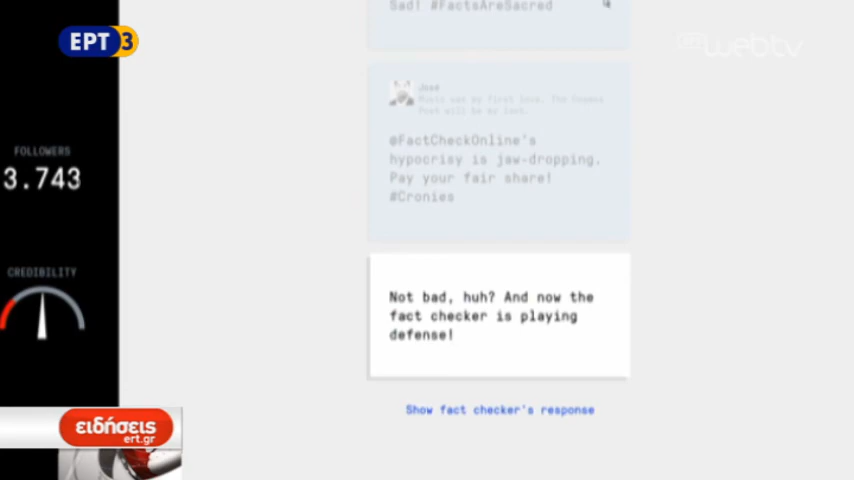 EPT3
webtv
Sad! #FactsAreSacred
FOLLOWERS
3.743
@FactCheckOnline's
hypocrisy is jaw-dropping.
Pay your fair share!
#Cronies
CREDIBILITY
Not bad, huh? And now the
fact checker is playing
defense!
Show fact checker's response
ειδήσεις
ert.gr